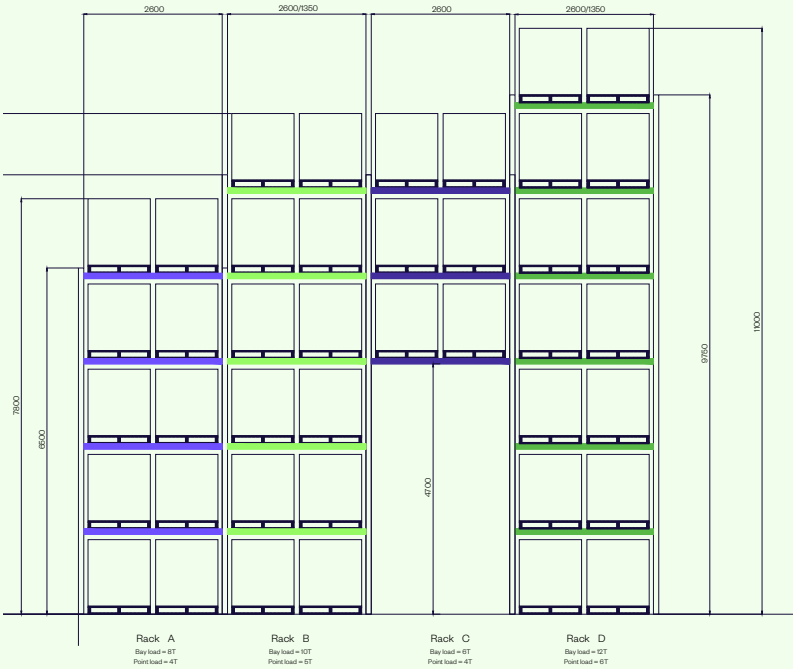 2600
2600/1350
2600
2600/1350
7800
6500
4700
9750
11000
Rack A
Bay load = 8T
Point load = 4T
Rack B
Bay load = 10T
Point load = 5T
Rack C
Bay load = 6T
Point load = 4T
Rack D
Bay load = 12T
Point load = 6T